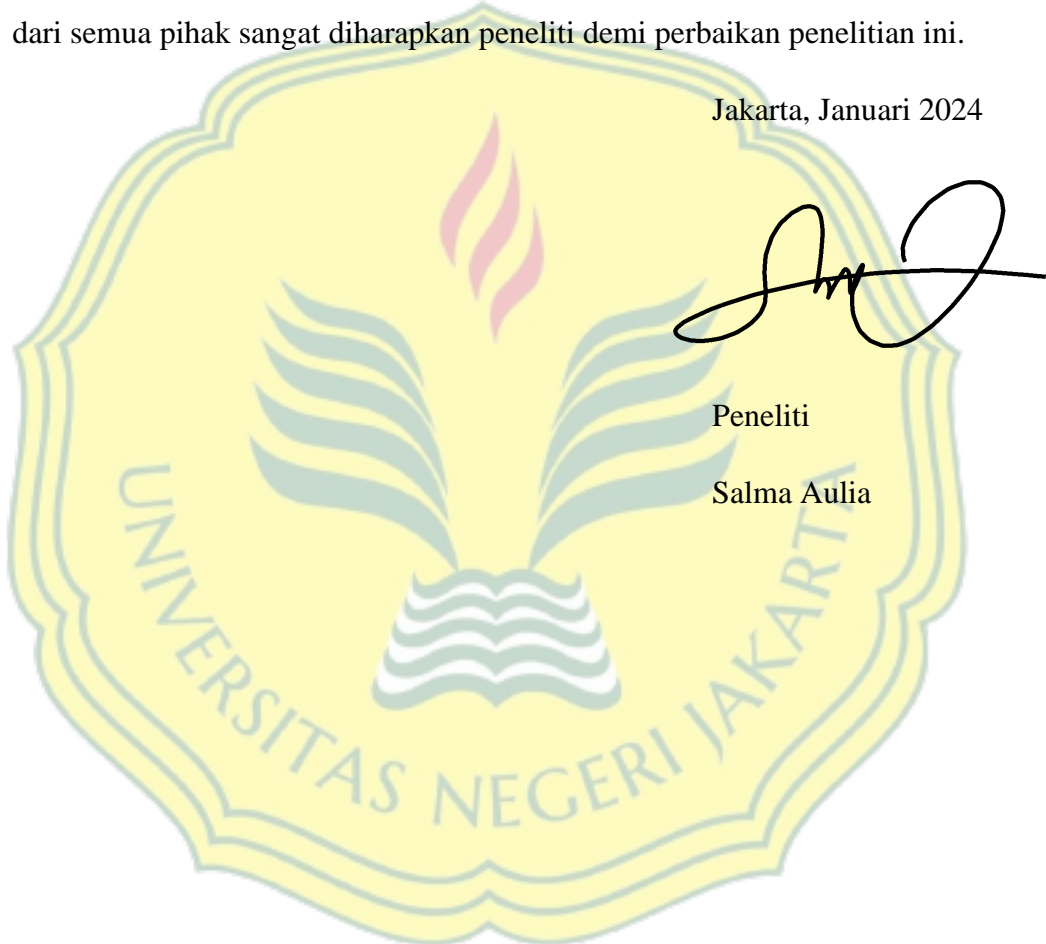 dari semua pihak sangat diharapkan peneliti demi perbaikan penelitian ini.
Jakarta, Januari 2024
Peneliti
Salma Aulia
UNIVERSITAS NEGERI JAKARTA